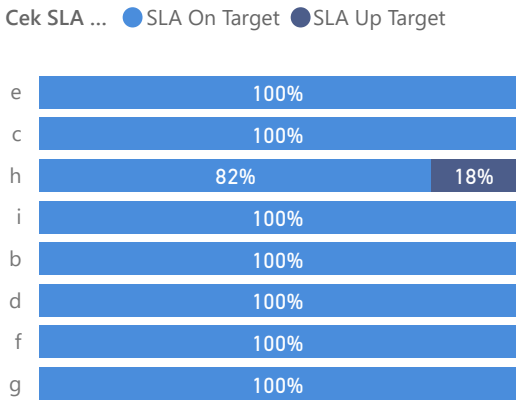 Cek SLA ... SLA On Target SLA Up Target
e 100%
c 100%
h 82% 18%
i 100%
b 100%
d 100%
f 100%
g 100%